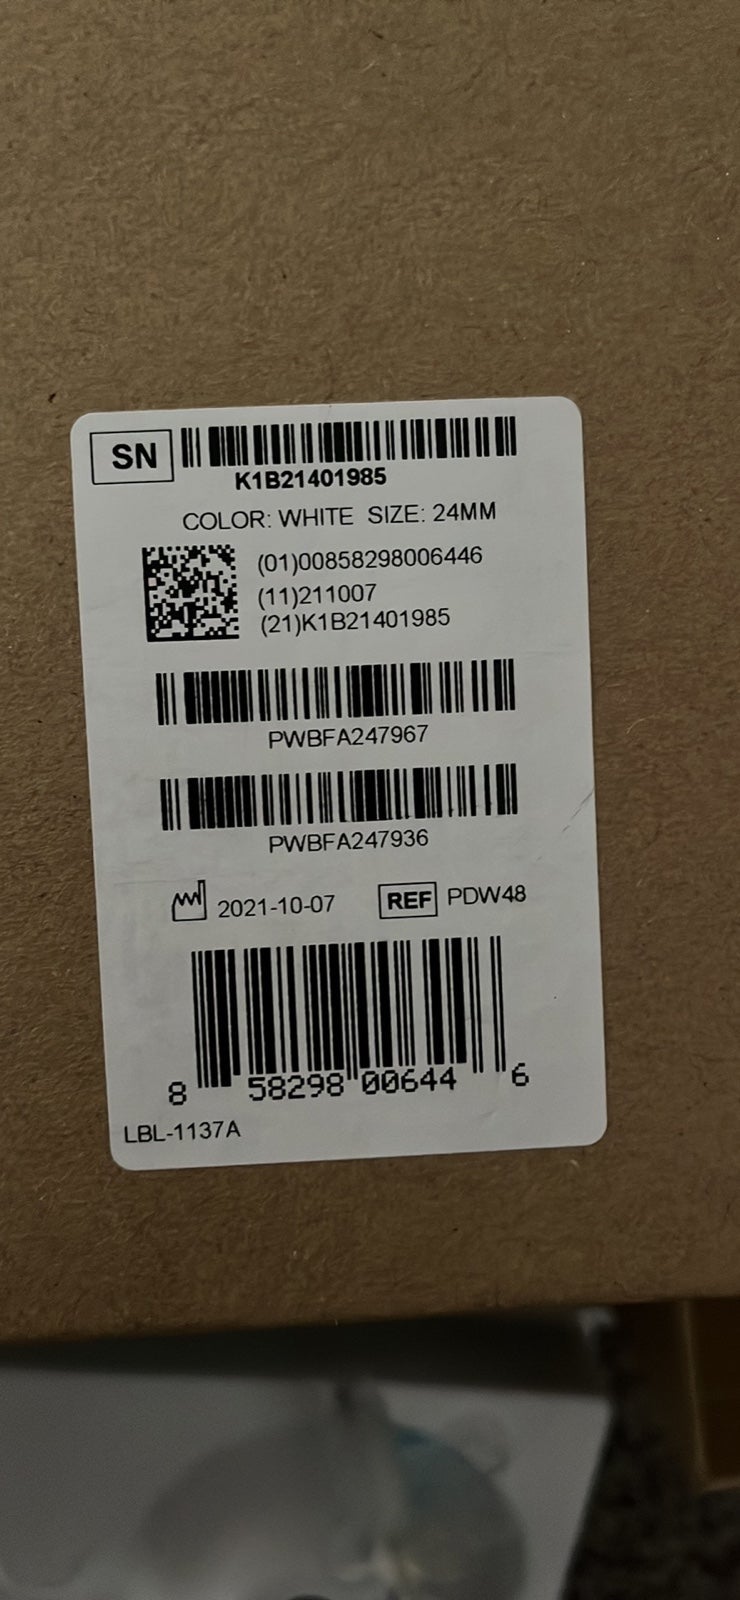 SN
K1B21401985
COLOR: WHITE SIZE: 24MM
(01)00858298006446
(11)211007
(21)K1B21401985
PWBFA247967
PWBFA247936
2021-10-07 REF PDW48
8 58298 00644 6
LBL-1137A